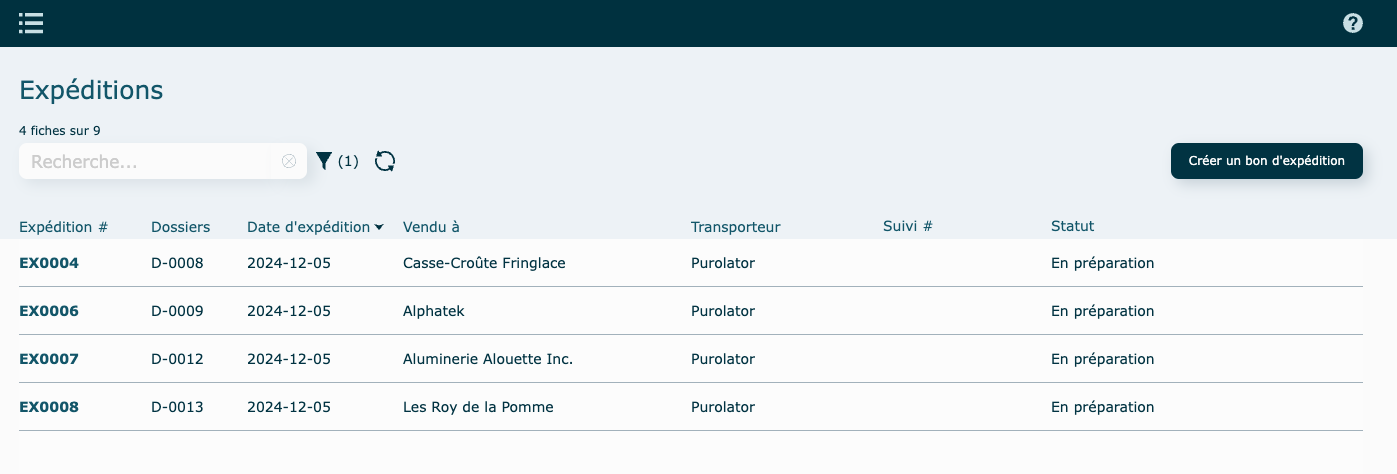 Expéditions
4 fiches sur 9
Recherche...
(1)
Créer un bon d'expédition
Expédition # Dossiers Date d'expédition Vendu à Transporteur Suivi # Statut
EX0004 D-0008 2024-12-05 Casse-Croûte Fringlace Purolator En préparation
EX0006 D-0009 2024-12-05 Alphatek Purolator En préparation
EX0007 D-0012 2024-12-05 Aluminerie Alouette Inc. Purolator En préparation
EX0008 D-0013 2024-12-05 Les Roy de la Pomme Purolator En préparation